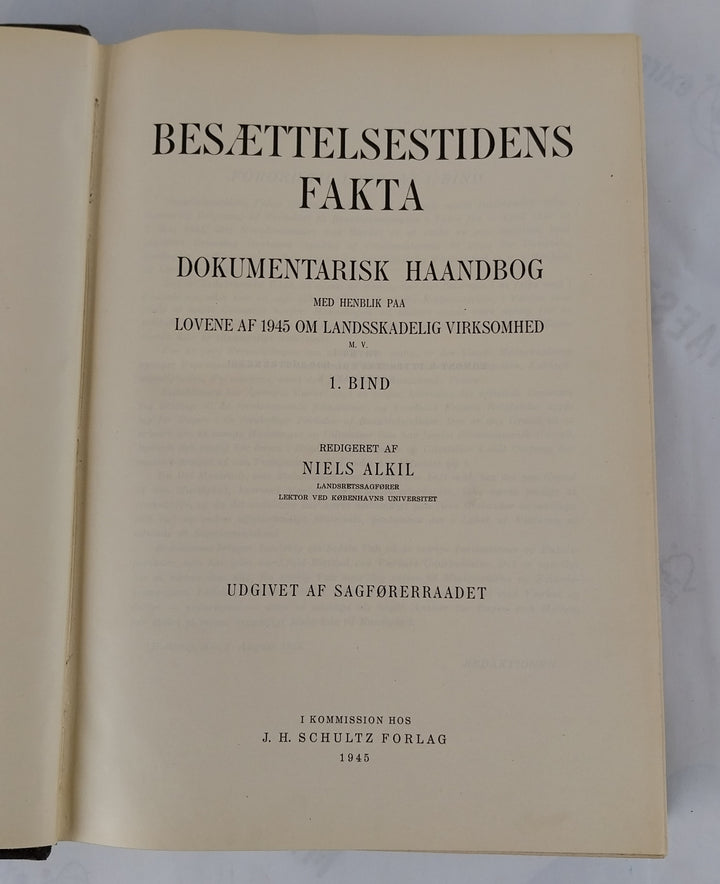 BESÆTTELSESTIDENS
FAKTA
DOKUMENTARISK HAANDBOG
MED HENBLIK PAA
LOVENE AF 1945 OM LANDSSKADELIG VIRKSOMHED
M. V.
1. BIND
REDIGERET AF
NIELS ALKIL
LANDSRETSSAGFØRER
LEKTOR VED KØBENHAVNS UNIVERSITET
UDGIVET AF SAGFØRERRAADET
I KOMMISSION HOS
J. H. SCHULTZ FORLAG
1945